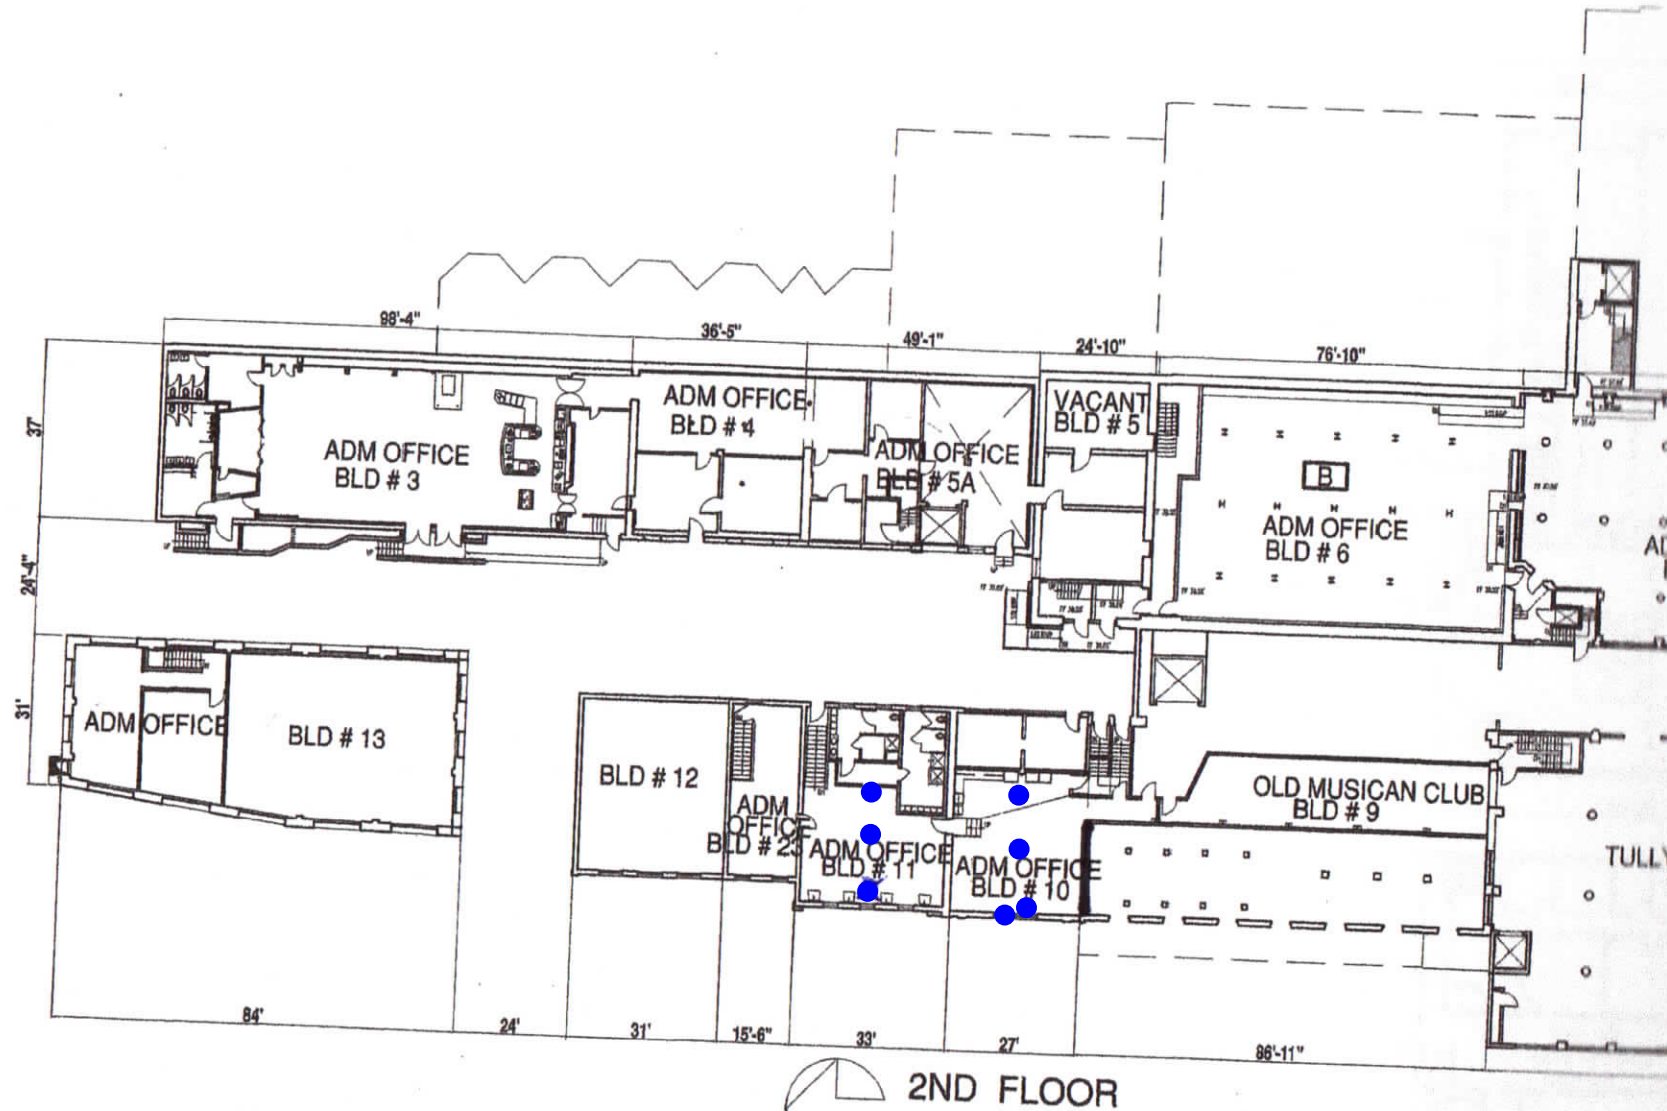 98'-4"
36'-5"
49'-1"
24'-10"
76'-10"
37'
ADM OFFICE
BLD # 3
ADM OFFICE
BLD # 4
ADM OFFICE
BLD # 5A
VACANT
BLD # 5
B
ADM OFFICE
BLD # 6
24'-4"
31'
ADM OFFICE
BLD # 13
BLD # 12
ADM
OFFICE
BLD # 23
ADM OFFICE
BLD # 11
ADM OFFICE
BLD # 10
OLD MUSICAN CLUB
BLD # 9
TULLY
84'
24'
31'
15'-6"
33'
27'
86'-11"
2ND FLOOR